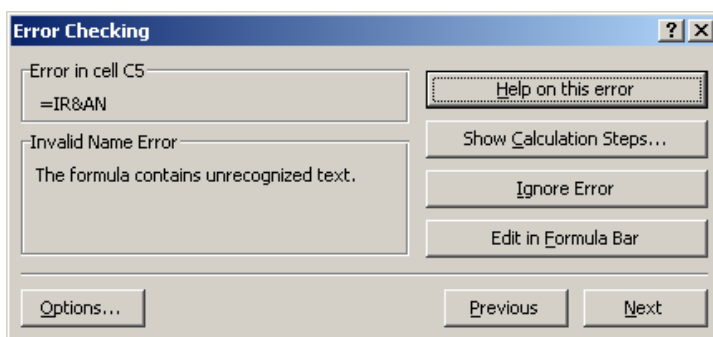 Error Checking
Error in cell C5
=IR&AN
Invalid Name Error
The formula contains unrecognized text.
Help on this error
Show Calculation Steps...
Ignore Error
Edit in Formula Bar
Options...
Previous
Next